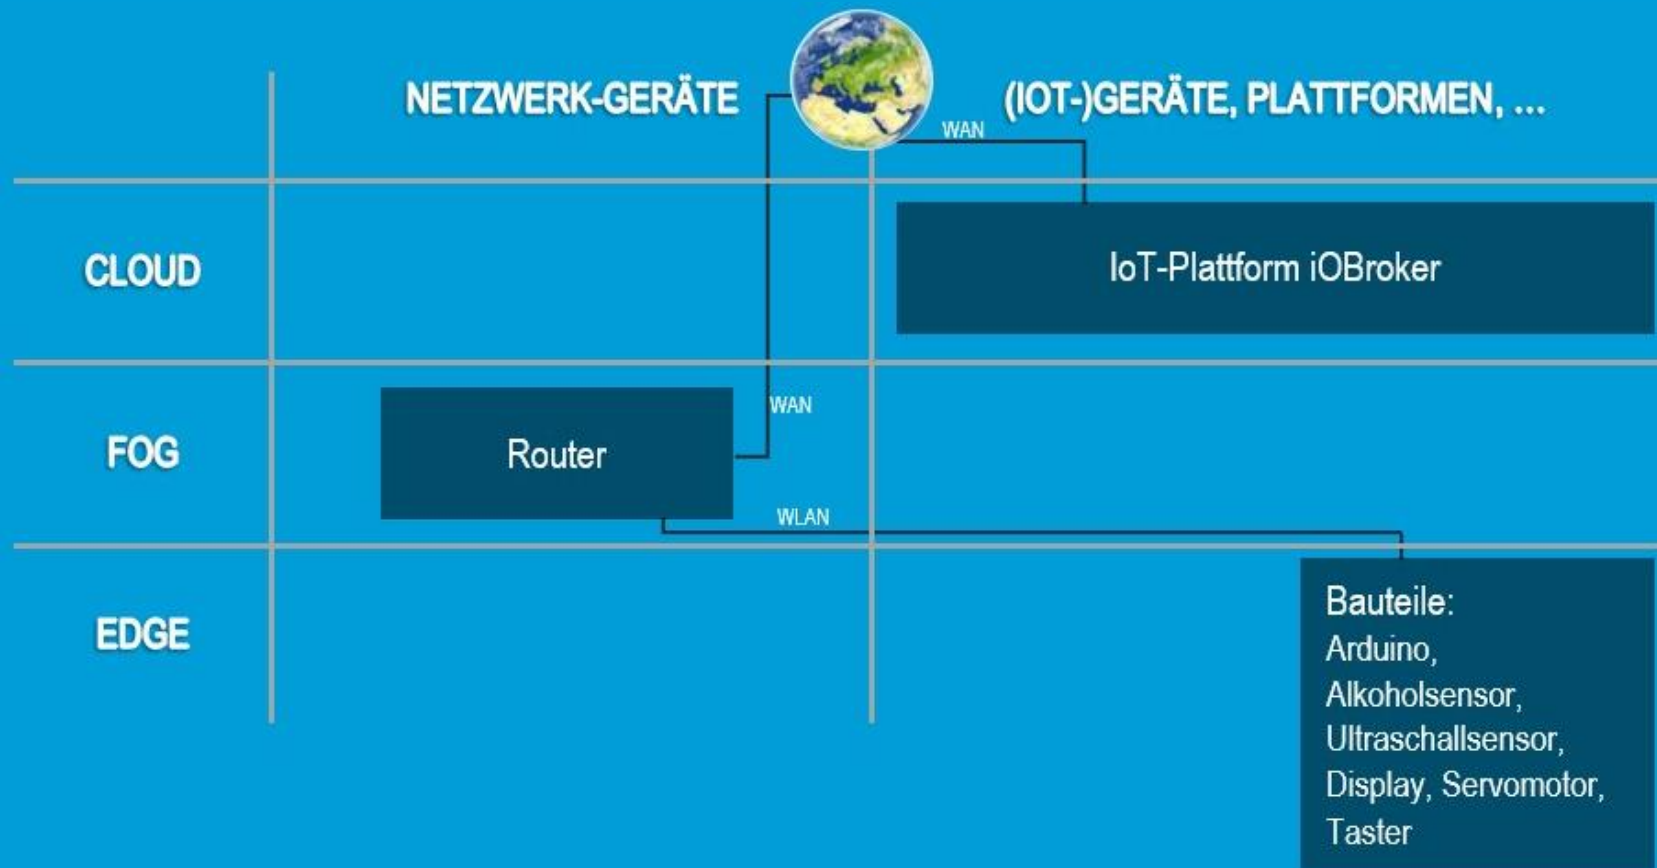 NETZWERK-GERÄTE
(IOT-)GERÄTE, PLATTFORMEN, ...
WAN
CLOUD
IoT-Plattform iOBroker
WAN
FOG
Router
WLAN
EDGE
Bauteile:
Arduino,
Alkoholsensor,
Ultraschallsensor,
Display, Servomotor,
Taster